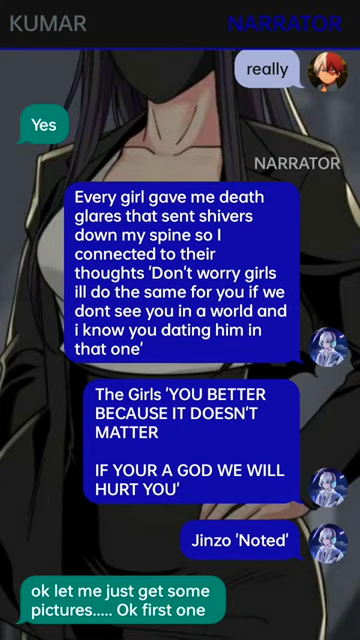 KUMAR
NARRATOR
really
Yes
NARRATOR
Every girl gave me death
glares that sent shivers
down my spine so I
connected to their
thoughts 'Don't worry girls
ill do the same for you if we
dont see you in a world and
i know you dating him in
that one'
The Girls 'YOU BETTER
BECAUSE IT DOESN'T
MATTER
IF YOUR A GOD WE WILL
HURT YOU'
Jinzo 'Noted'
ok let me just get some
pictures..... Ok first one